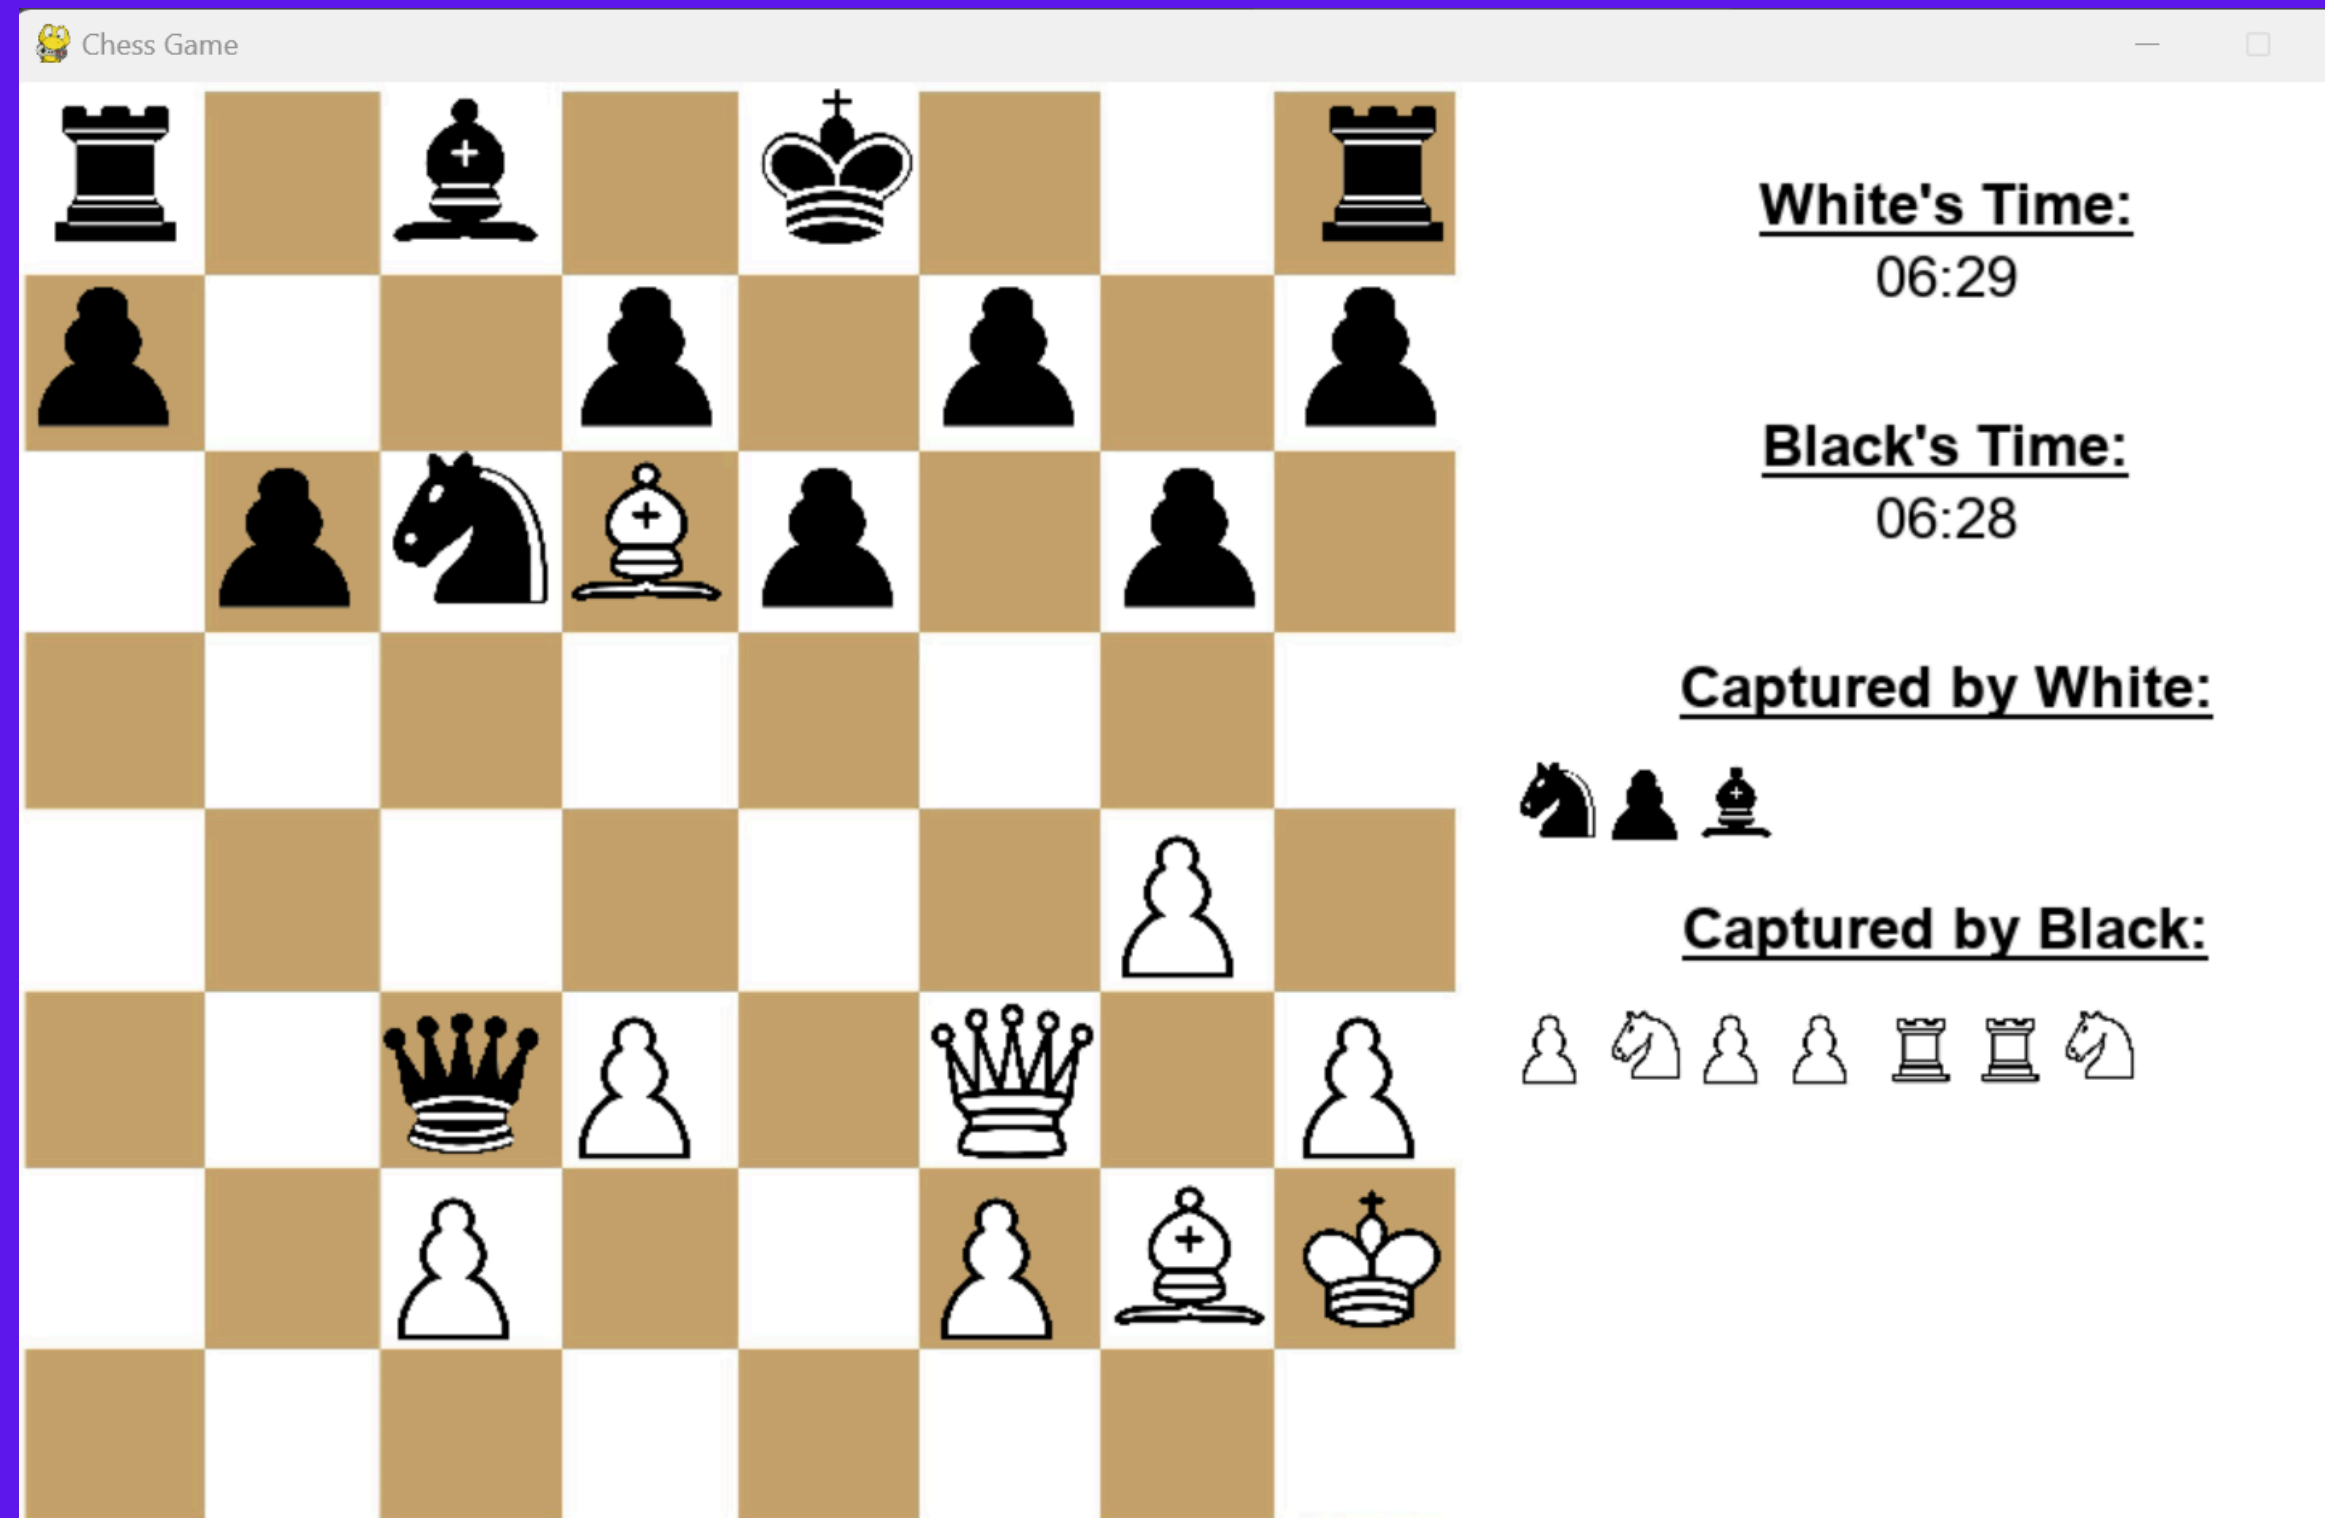 Chess Game
White's Time:
06:29
Black's Time:
06:28
Captured by White:
Captured by Black: